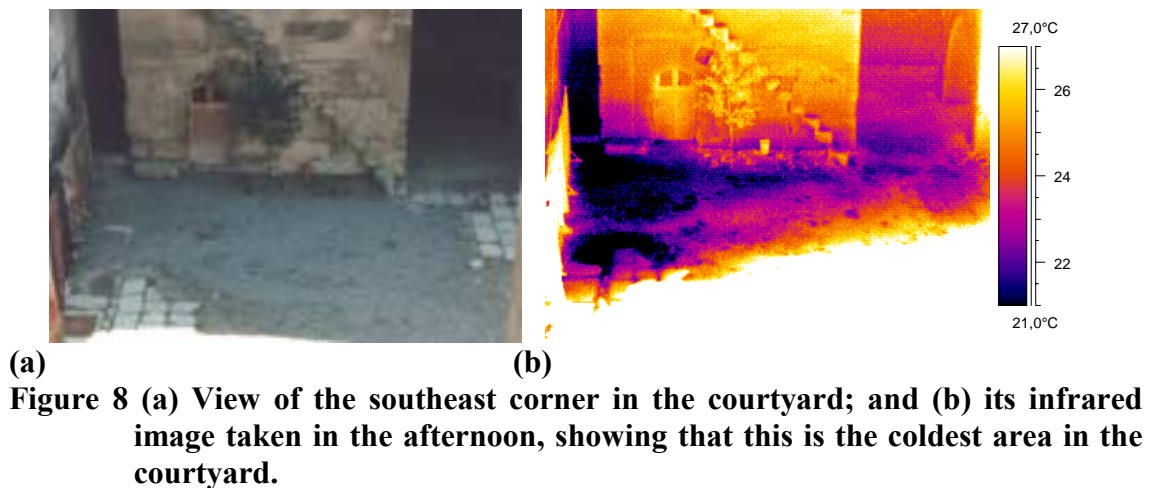 27,0°C
26
24
22
21,0°C
(a) (b)
Figure 8 (a) View of the southeast corner in the courtyard; and (b) its infrared
image taken in the afternoon, showing that this is the coldest area in the
courtyard.